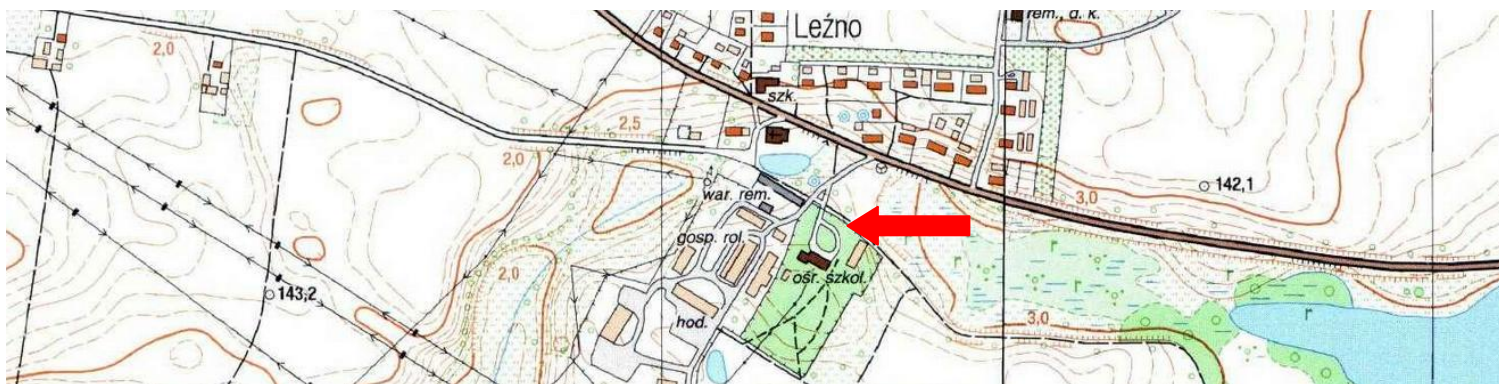 Leźno
rem., d. k.
2,0
szk.
2,5
2,0
142,1
3,0
war. rem.
gosp. rol.
2,0
ośr. szkol.
143,2
hod.
3,0
r
r
r
r
r